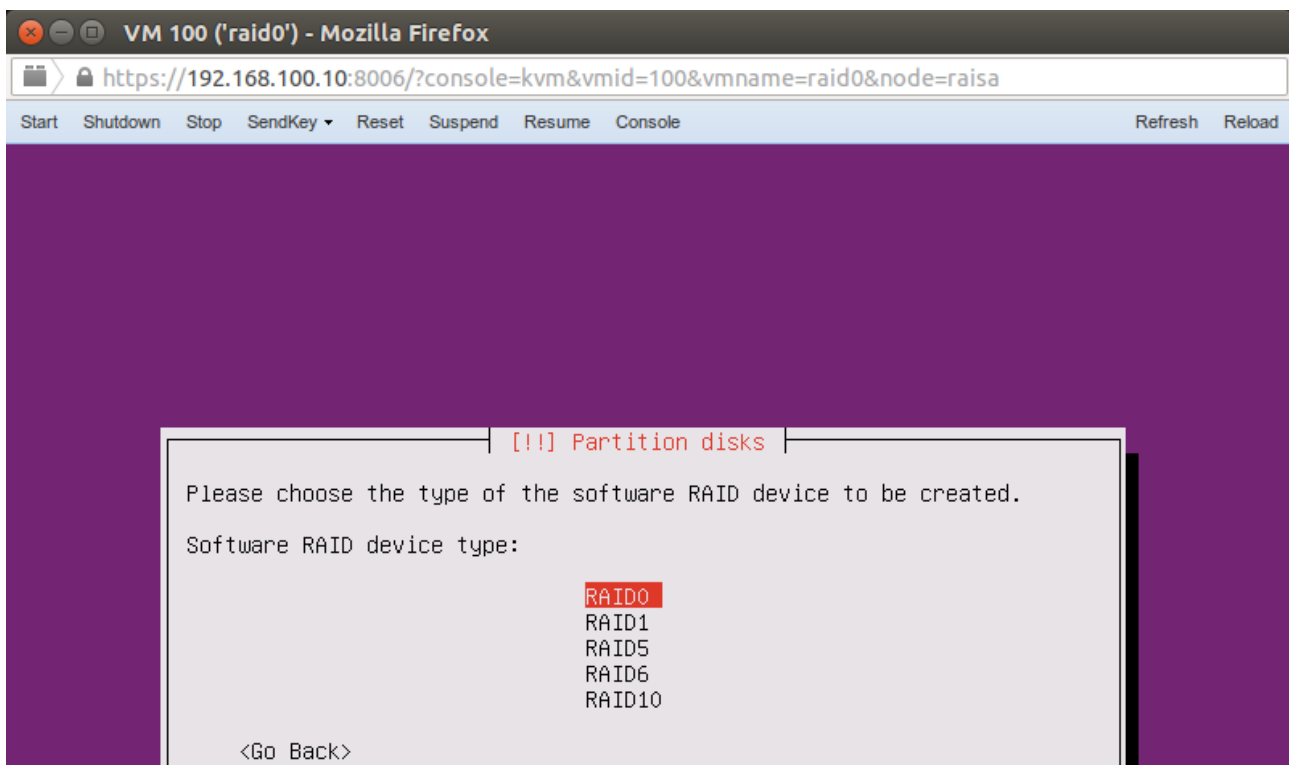 VM 100 ('raid0') - Mozilla Firefox
https://192.168.100.10:8006/?console=kvm&vmid=100&vmname=raid0&node=raisa
Start Shutdown Stop SendKey Reset Suspend Resume Console Refresh Reload
[!!] Partition disks
Please choose the type of the software RAID device to be created.
Software RAID device type:
RAID0
RAID1
RAID5
RAID6
RAID10
<Go Back>